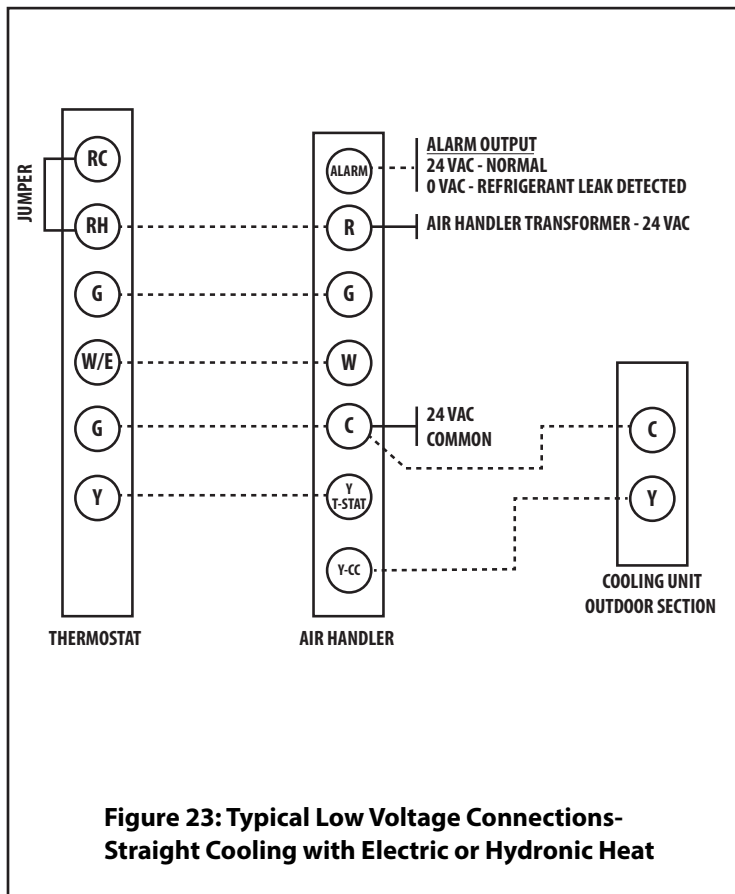 RC
JUMPER
RH
G
W/E
G
Y
THERMOSTAT
ALARM
R
G
W
C
Y
T-STAT
Y-CC
AIR HANDLER
ALARM OUTPUT
24 VAC - NORMAL
0 VAC - REFRIGERANT LEAK DETECTED
AIR HANDLER TRANSFORMER - 24 VAC
24 VAC
COMMON
C
Y
COOLING UNIT
OUTDOOR SECTION
Figure 23: Typical Low Voltage Connections-
Straight Cooling with Electric or Hydronic Heat